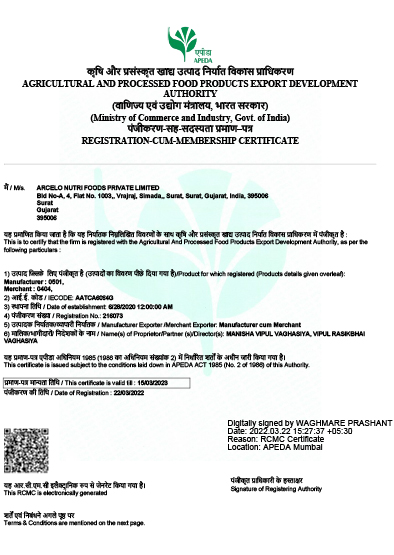 एपीडा
APEDA
कृषि और प्रसंस्कृत खाद्य उत्पाद निर्यात विकास प्राधिकरण
AGRICULTURAL AND PROCESSED FOOD PRODUCTS EXPORT DEVELOPMENT
AUTHORITY
(वाणिज्य एवं उद्योग मंत्रालय, भारत सरकार)
(Ministry of Commerce and Industry, Govt. of India)
पंजीकरण-सह-सदस्यता प्रमाण-पत्र
REGISTRATION-CUM-MEMBERSHIP CERTIFICATE
में / M/s. ARCELO NUTRI FOODS PRIVATE LIMITED
Bld No-A, 4, Flat No. 1003,, Vrajraj, Simada,, Surat, Surat, Gujarat, India, 395006
Surat
Gujarat
395006
यह प्रमाणित किया जाता है कि यह निर्यातक निम्नलिखित विवरणों के साथ कृषि और प्रसंस्कृत खाद्य उत्पाद निर्यात विकास प्राधिकरण में पंजीकृत है :
This is to certify that the firm is registered with the Agricultural And Processed Food Products Export Development Authority, as per the
following particulars :
1) उत्पाद जिसके लिए पंजीकृत है (उत्पादों का विवरण पीछे दिया गया है)/Product for which registered (Products details given overleaf):
Manufacturer : 0501,
Merchant : 0404,
2) आई.ई. कोड / IECODE: AATCA6094G
3) स्थापना तिथि / Date of establishment: 6/28/2020 12:00:00 AM
4) पंजीकरण संख्या / Registration No.: 216073
5) उत्पादक निर्यातक/व्यापारी निर्यातक / Manufacturer Exporter /Merchant Exporter: Manufacturer cum Merchant
6) मालिक/भागीदारों/ निदेशकों के नाम / Name(s) of Proprietor/Partner (s)/Director(s): MANISHA VIPUL VAGHASIYA, VIPUL RASIKBHAI
VAGHASIYA
यह प्रमाण-पत्र एपीडा अधिनियम 1985 (1986 का अधिनियम संख्यांक 2) में निर्धारित शर्तों के अधीन जारी किया गया है।
This certificate is issued subject to the conditions laid down in APEDA ACT 1985 (No. 2 of 1986) of this Authority.
प्रमाण-पत्र मान्यता तिथि / This certificate is valid till : 15/03/2023
पंजीकरण की तिथि / Date of Registration : 22/03/2022
Digitally signed by WAGHMARE PRASHANT
Date: 2022.03.22 15:27:37 +05:30
Reason: RCMC Certificate
Location: APEDA Mumbai
यह आर.सी.एम.सी इलैक्ट्रानिक रूप से जेनरेट किया गया है।
This RCMC is electronically generated
पंजीकृत प्राधिकारी के हस्ताक्षर
Signature of Registering Authority
शर्तें एवं निबंधने अगले पृष्ठ पर
Terms & Conditions are mentioned on the next page.